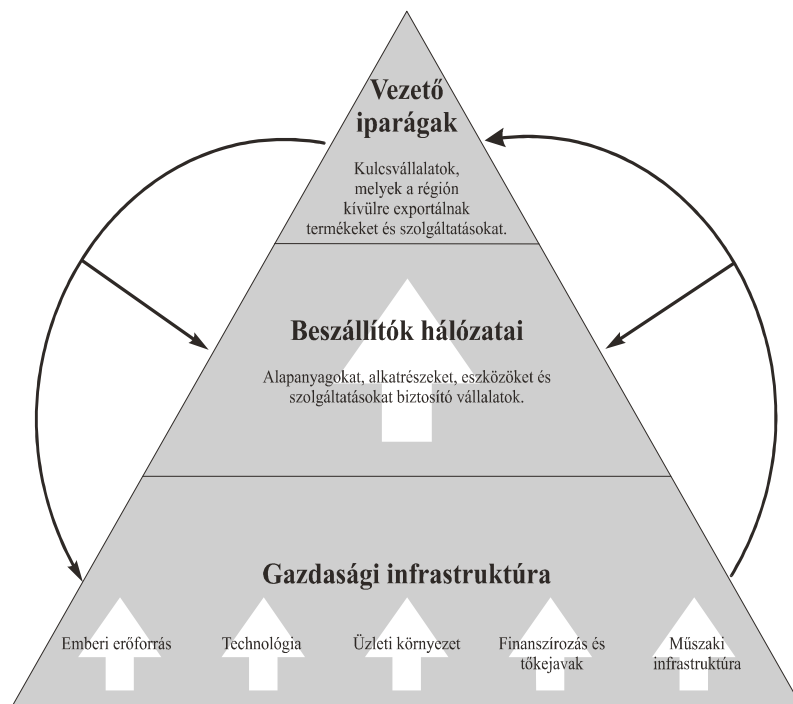 Vezető
iparágak
Kulcsvállalatok,
melyek a régión
kívülre exportálnak
termékeket és szolgáltatásokat.
Beszállítók hálózatai
Alapanyagokat, alkatrészeket, eszközöket és
szolgáltatásokat biztosító vállalatok.
Gazdasági infrastruktúra
Emberi erőforrás
Technológia
Üzleti környezet
Finanszírozás és
tőkejavak
Műszaki
infrastruktúra